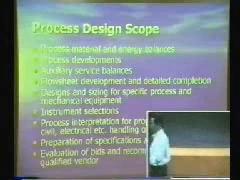 Process Design Scope
Process material and energy balances
Process developments
Auxiliary service balances
Flowsheet development and detailed completion
Designs and sizing for specific process and
mechanical equipment
Instrument selections
Process interpretation for pro
civil, electrical etc. handling o
Preparation of specifications a
Evaluation of bids and recom
qualified vendor